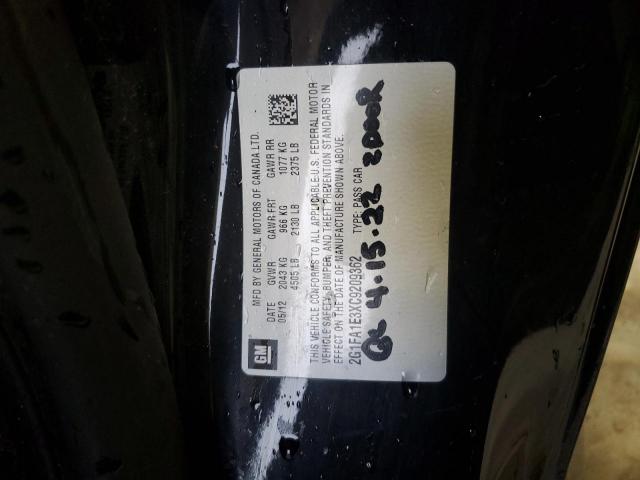 GM
MFD BY GENERAL MOTORS OF CANADA LTD.
DATE GVWR GAWR FRT GAWR RR
05/12 2043 KG 966 KG 1077 KG
4505 LB 2130 LB 2375 LB
THIS VEHICLE CONFORMS TO ALL APPLICABLE U.S. FEDERAL MOTOR
VEHICLE SAFETY, BUMPER, AND THEFT PREVENTION STANDARDS IN
EFFECT ON THE DATE OF MANUFACTURE SHOWN ABOVE.
2G1FA1E3XC9209362 TYPE: PASS CAR
QL 4.15.22 2DOOR